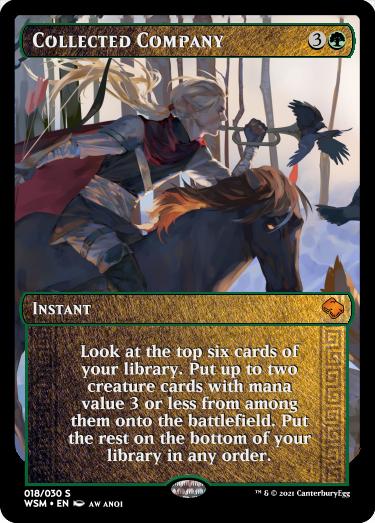 COLLECTED COMPANY 3
INSTANT
Look at the top six cards of
your library. Put up to two
creature cards with mana
value 3 or less from among
them onto the battlefield. Put
the rest on the bottom of your
library in any order.
018/030 S
WSM • EN AW ANOI
™ & © 2021 CanterburyEgg